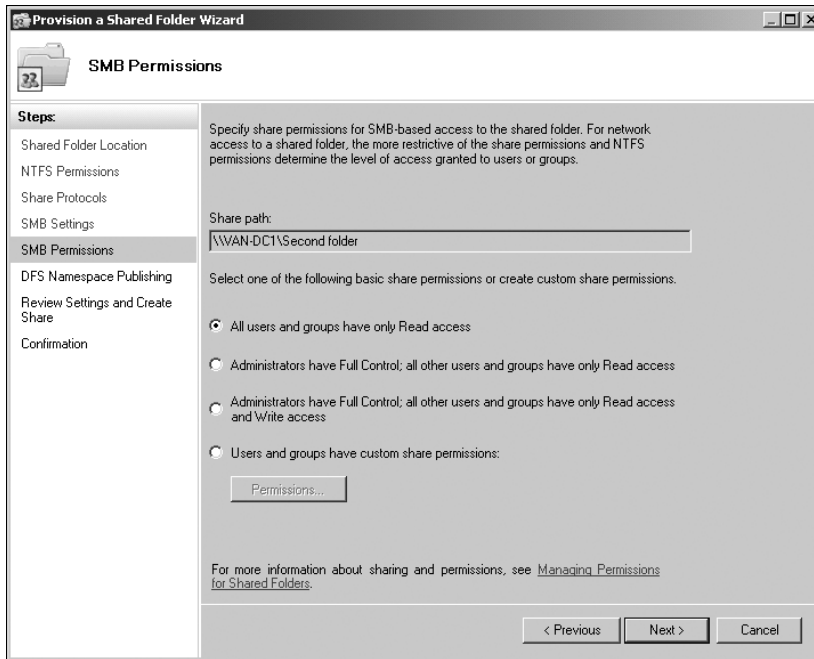 Provision a Shared Folder Wizard
SMB Permissions
Steps:
Shared Folder Location
NTFS Permissions
Share Protocols
SMB Settings
SMB Permissions
DFS Namespace Publishing
Review Settings and Create
Share
Confirmation
Specify share permissions for SMB-based access to the shared folder. For network
access to a shared folder, the more restrictive of the share permissions and NTFS
permissions determine the level of access granted to users or groups.
Share path:
\\VAN-DC1\Second folder
Select one of the following basic share permissions or create custom share permissions.
All users and groups have only Read access
Administrators have Full Control; all other users and groups have only Read access
Administrators have Full Control; all other users and groups have only Read access
and Write access
Users and groups have custom share permissions:
Permissions...
For more information about sharing and permissions, see Managing Permissions
for Shared Folders.
< Previous
Next >
Cancel